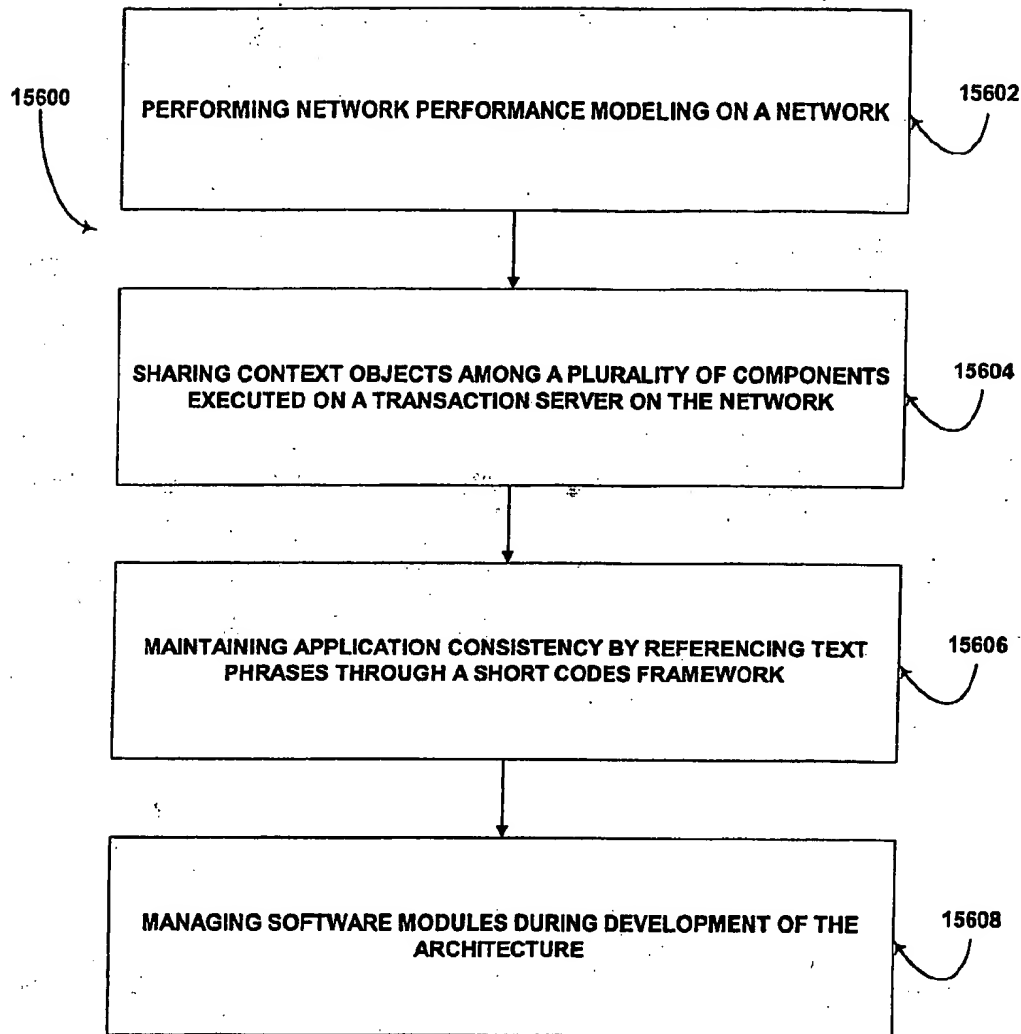 15600
PERFORMING NETWORK PERFORMANCE MODELING ON A NETWORK
15602
SHARING CONTEXT OBJECTS AMONG A PLURALITY OF COMPONENTS
EXECUTED ON A TRANSACTION SERVER ON THE NETWORK
15604
MAINTAINING APPLICATION CONSISTENCY BY REFERENCING TEXT
PHRASES THROUGH A SHORT CODES FRAMEWORK
15606
MANAGING SOFTWARE MODULES DURING DEVELOPMENT OF THE
ARCHITECTURE
15608